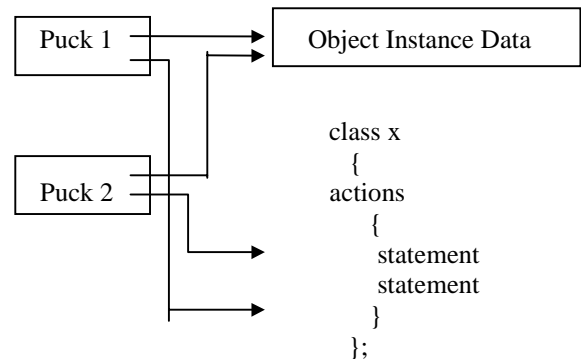 Puck 1
Object Instance Data
Puck 2
class x
{
actions
{
statement
statement
}
};